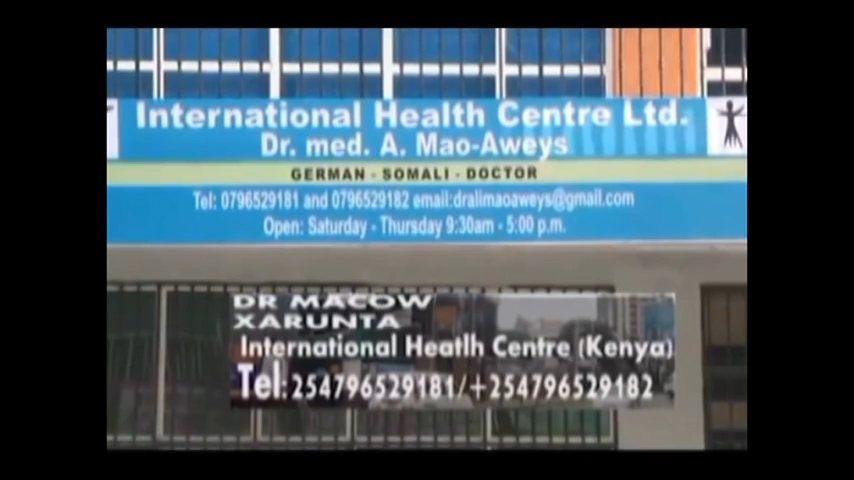 International Health Centre Ltd.
Dr. med. A. Mao-Aweys
GERMAN - SOMALI - DOCTOR
Tel: 0796529181 and 0796529182 email:dralimaoaweys@gmail.com
Open: Saturday - Thursday 9:30am - 5:00 p.m.
DR MACOW
XARUNTA
International Heatlh Centre (Kenya)
Tel:254796529181/+254796529182